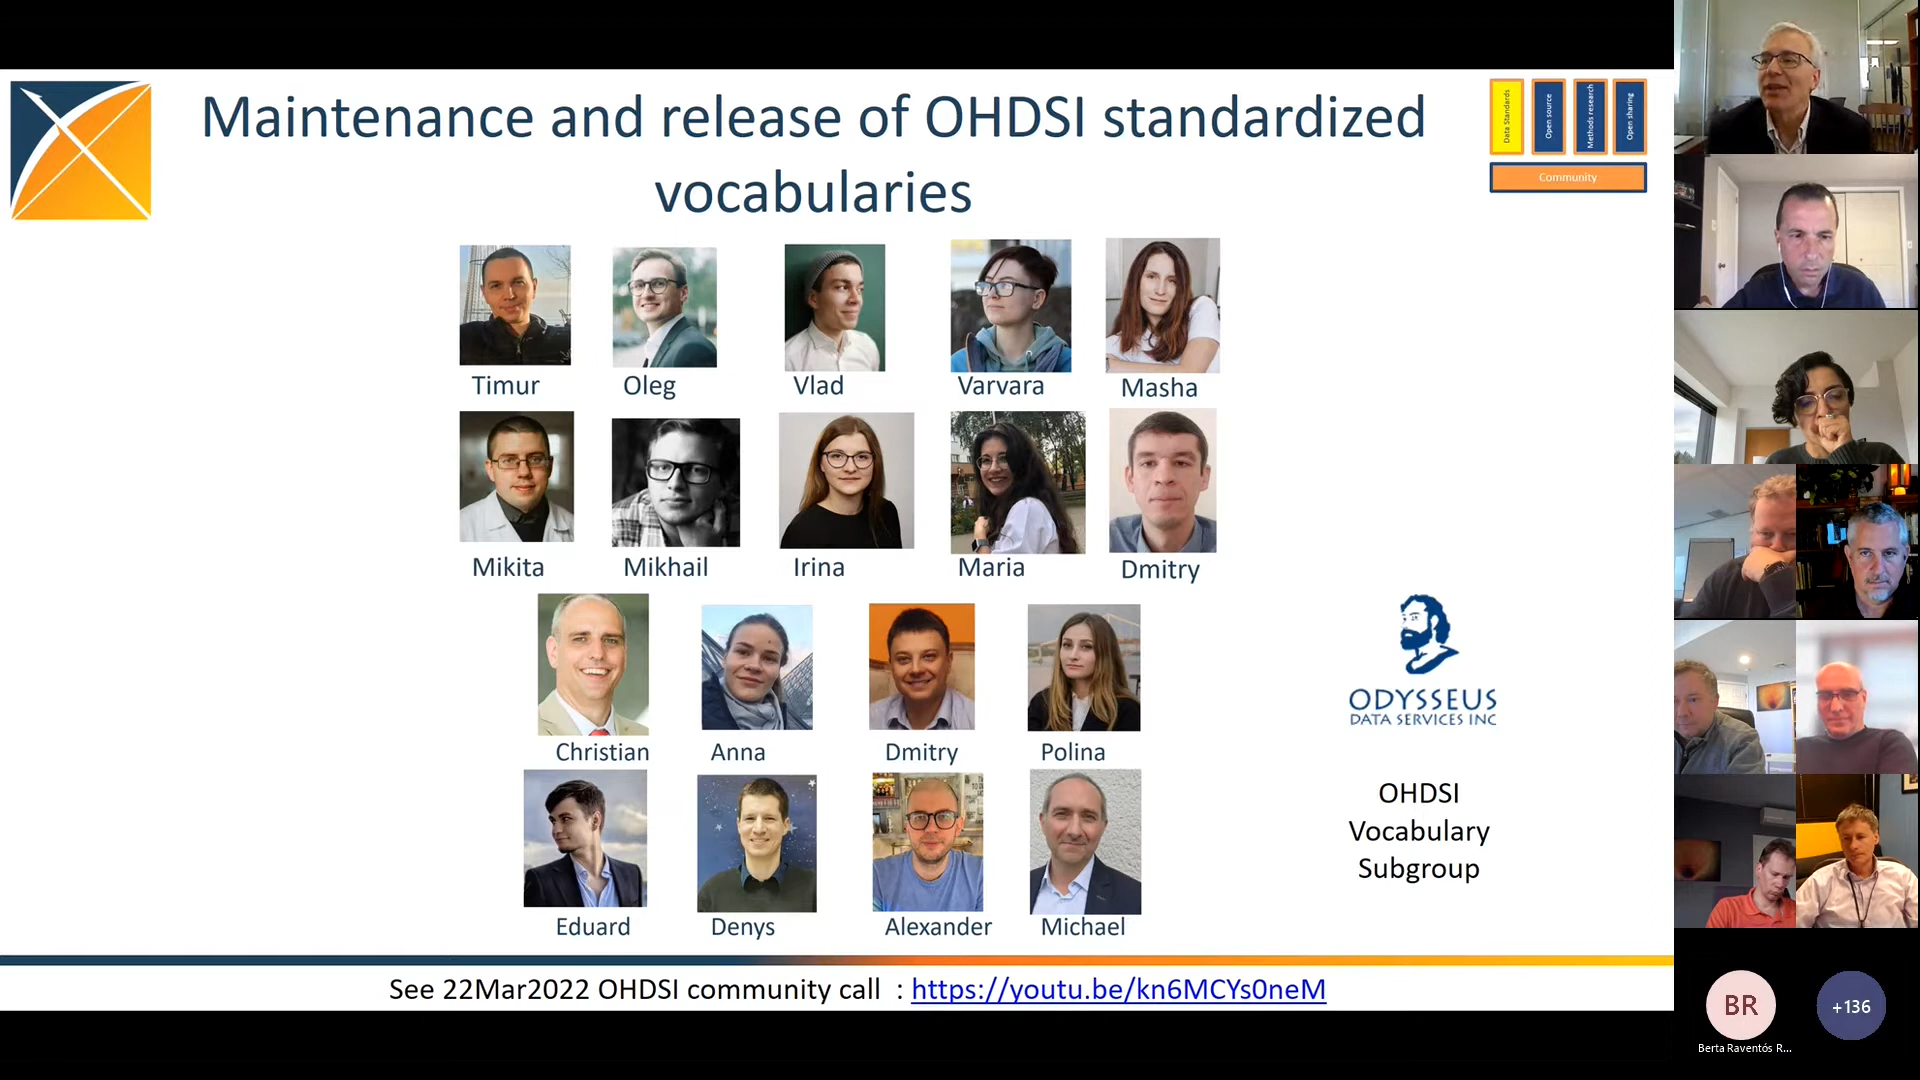 Maintenance and release of OHDSI standardized
vocabularies
Data Standards
Open source
Methods research
Open sharing
Community
Timur
Oleg
Vlad
Varvara
Masha
Mikita
Mikhail
Irina
Maria
Dmitry
Christian
Anna
Dmitry
Polina
ODYSSEUS
DATA SERVICES INC
Eduard
Denys
Alexander
Michael
OHDSI
Vocabulary
Subgroup
See 22Mar2022 OHDSI community call : https://youtu.be/kn6MCYs0neM
BR
+136
Berta Raventós R...